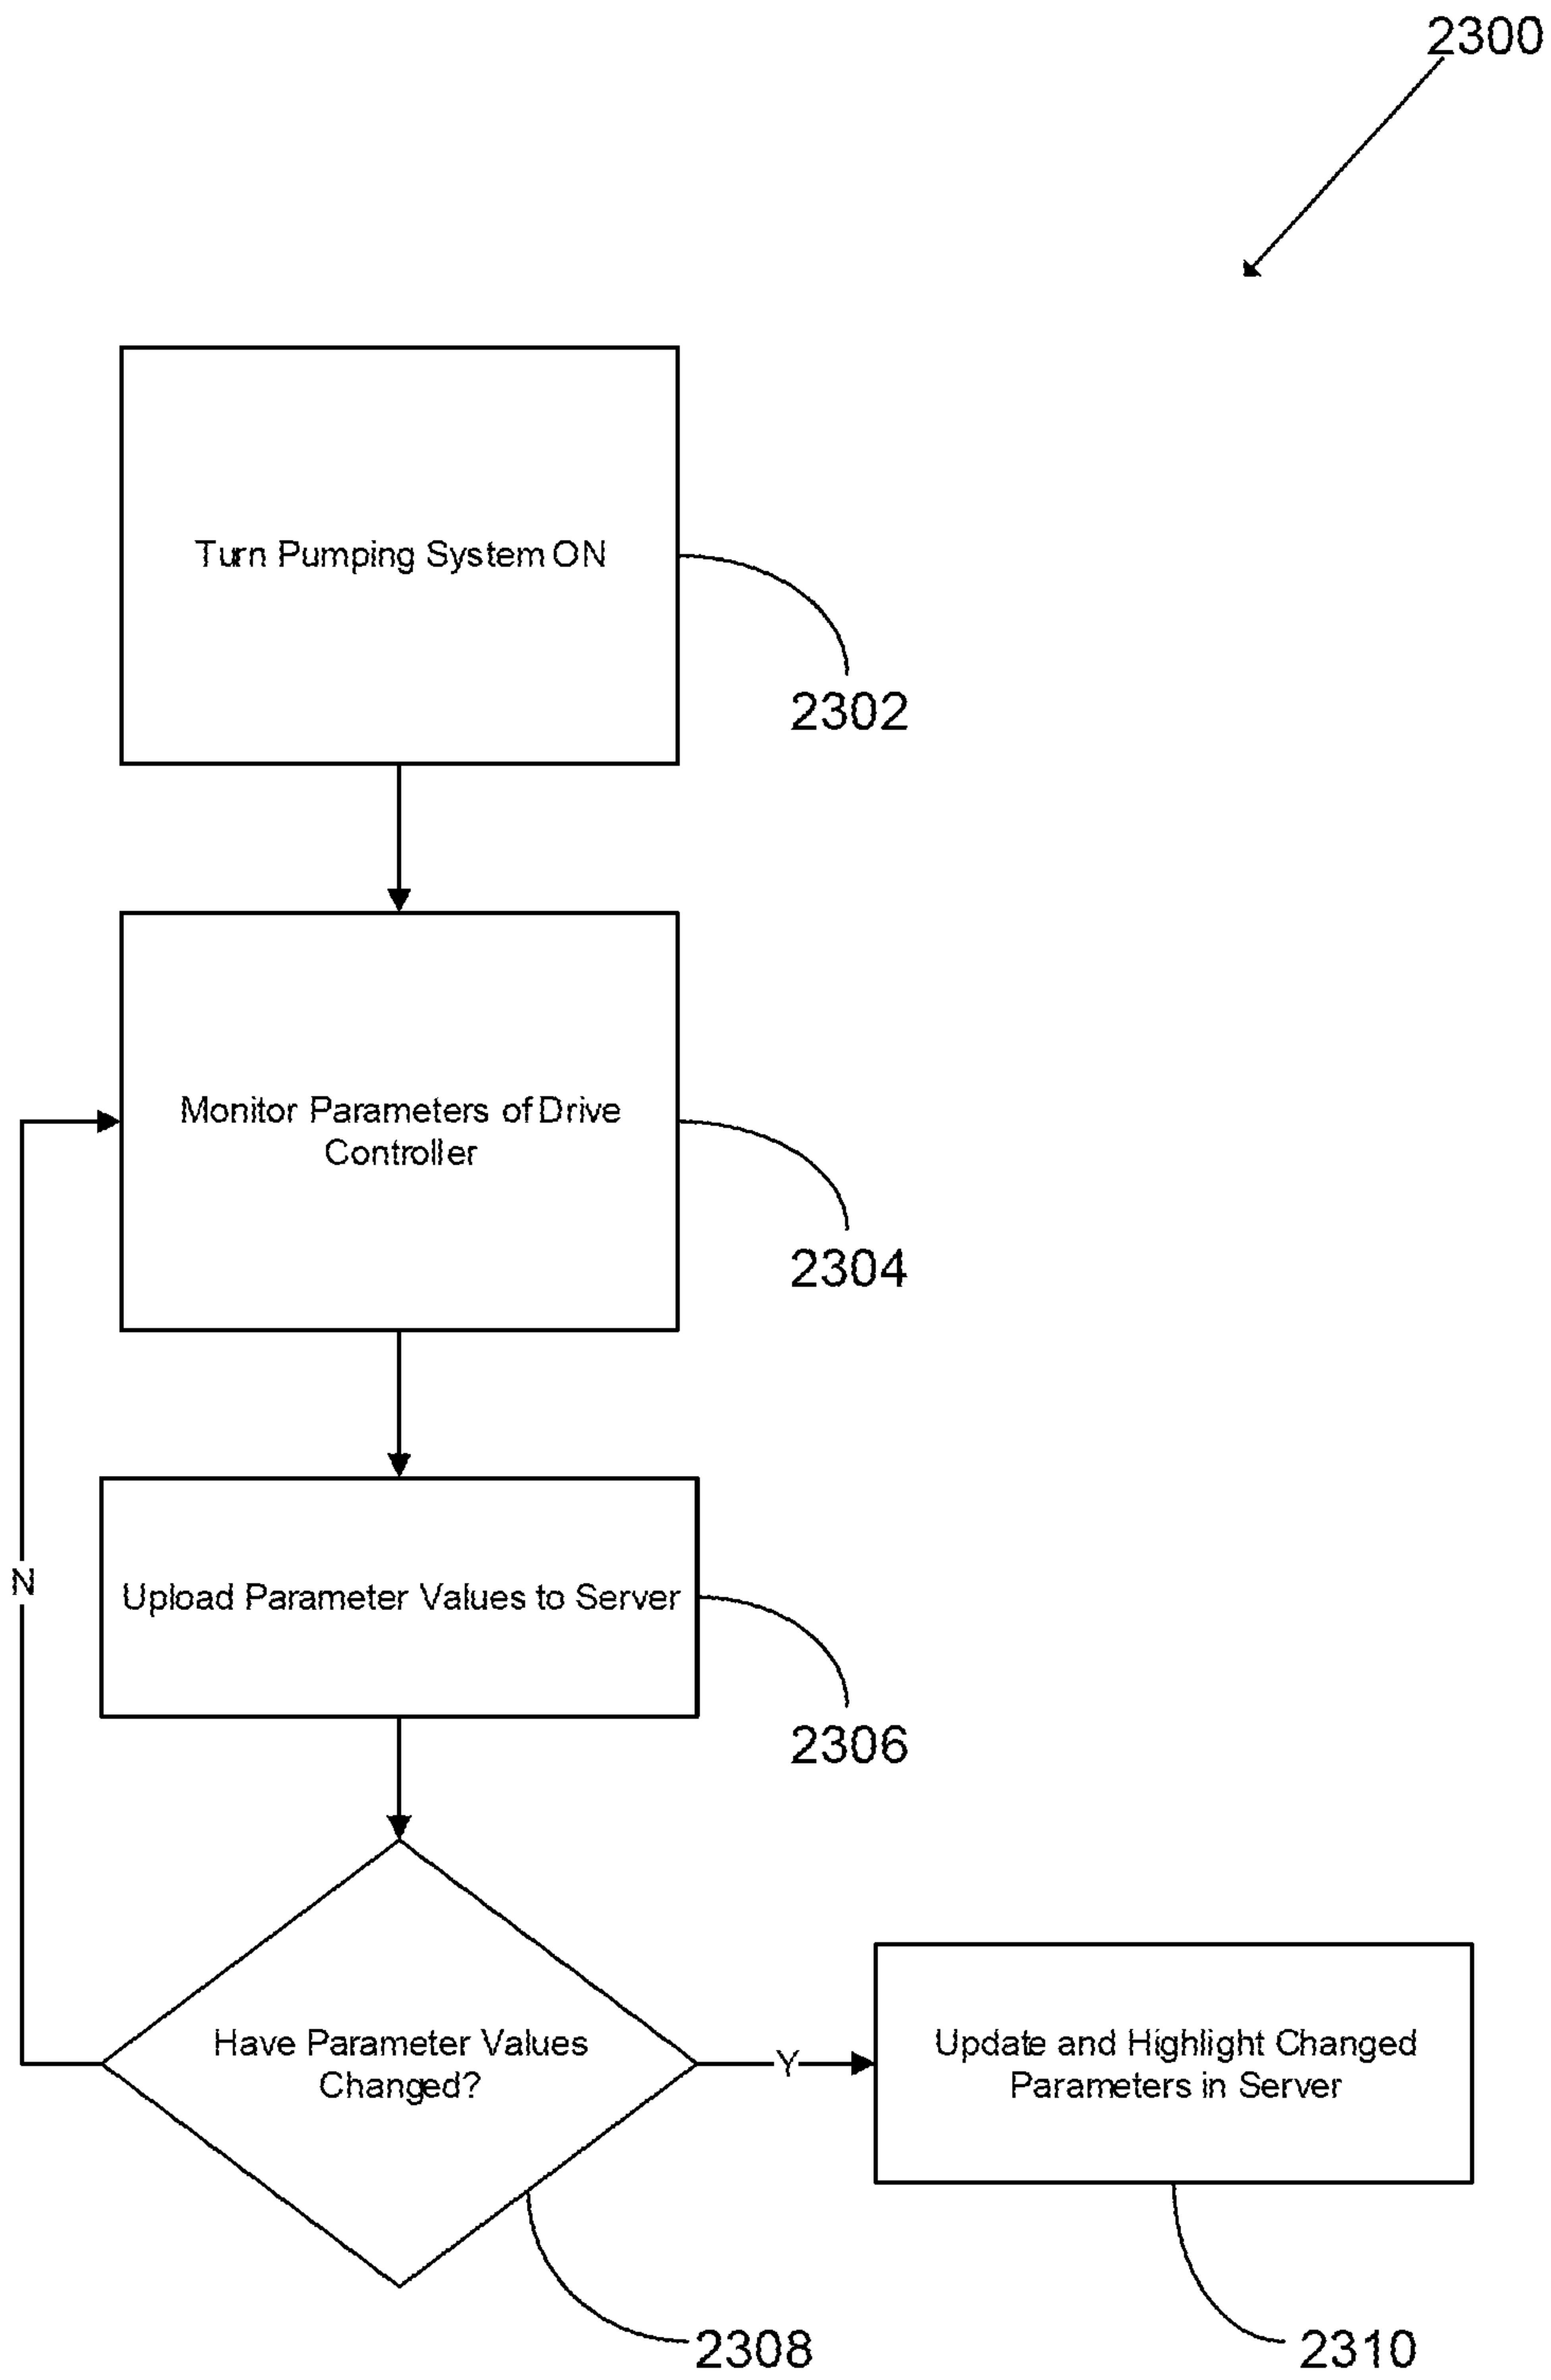 2300
Turn Pumping System ON
2302
Monitor Parameters of Drive
Controller
2304
N
Upload Parameter Values to Server
2306
Have Parameter Values
Changed?
Y
Update and Highlight Changed
Parameters in Server
2308
2310